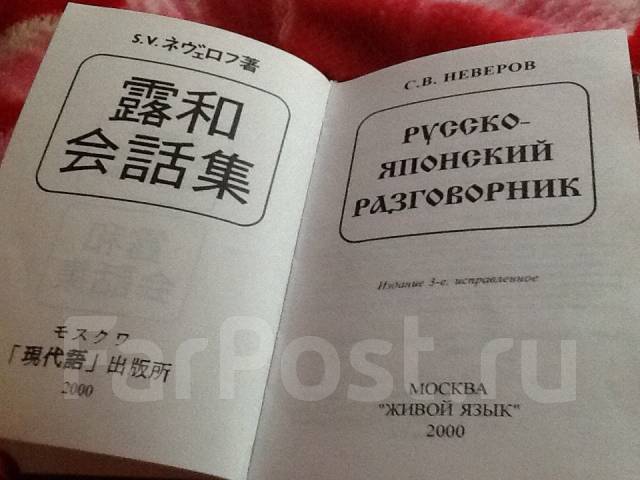 S.V.ネヴェロフ著
露和
会話集
モスクワ
「現代語」出版所
2000
С.В. НЕВЕРОВ
РУССКО-
ЯПОНСКИЙ
РАЗГОВОРНИК
Издание 3-е, исправленное
МОСКВА
"ЖИВОЙ ЯЗЫК"
2000
FarPost.ru